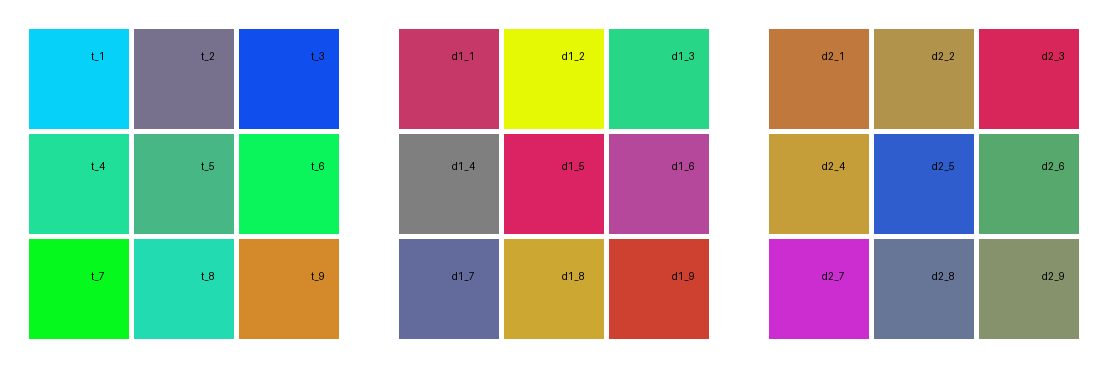 t_1 t_2 t_3 d1_1 d1_2 d1_3 d2_1 d2_2 d2_3
t_4 t_5 t_6 d1_4 d1_5 d1_6 d2_4 d2_5 d2_6
t_7 t_8 t_9 d1_7 d1_8 d1_9 d2_7 d2_8 d2_9